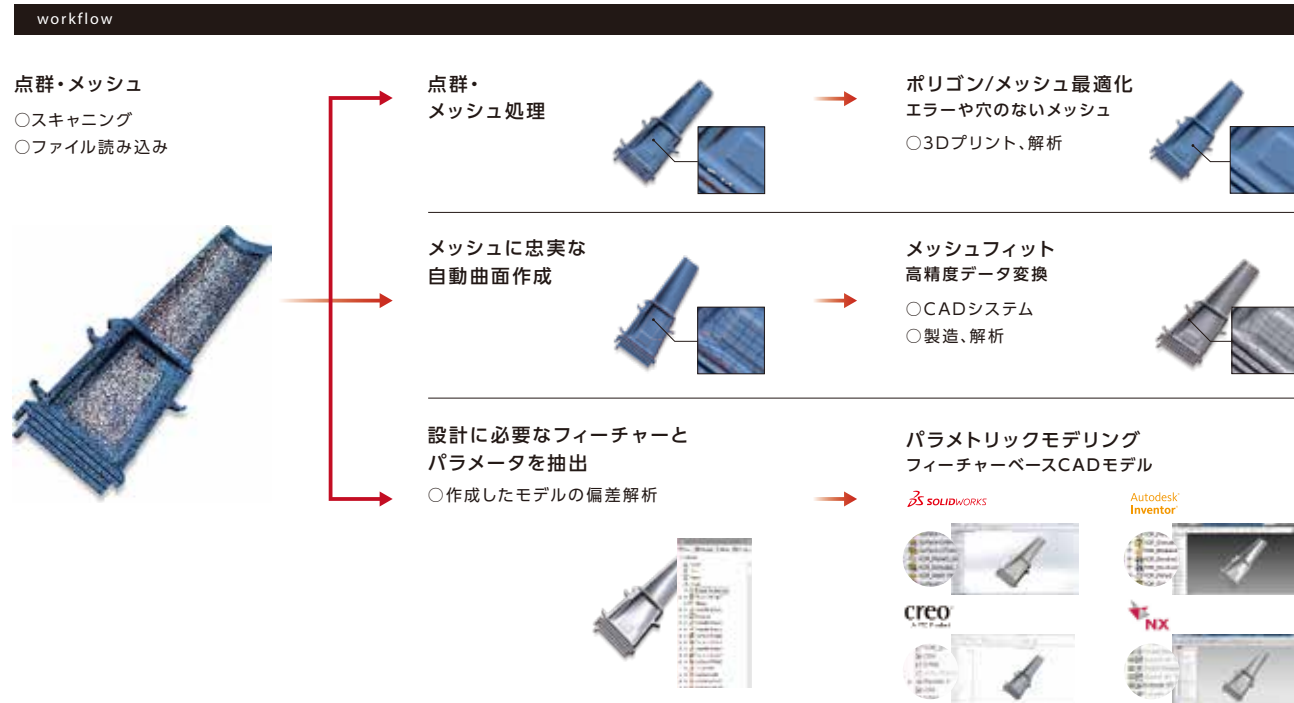 workflow
点群・メッシュ
○スキャニング
○ファイル読み込み
点群・
メッシュ処理
ポリゴン/メッシュ最適化
エラーや穴のないメッシュ
○3Dプリント、解析
メッシュに忠実な
自動曲面作成
メッシュフィット
高精度データ変換
○CADシステム
○製造、解析
設計に必要なフィーチャーと
パラメータを抽出
○作成したモデルの偏差解析
パラメトリックモデリング
フィーチャーベースCADモデル
SOLIDWORKS
Autodesk
Inventor
creo
NX